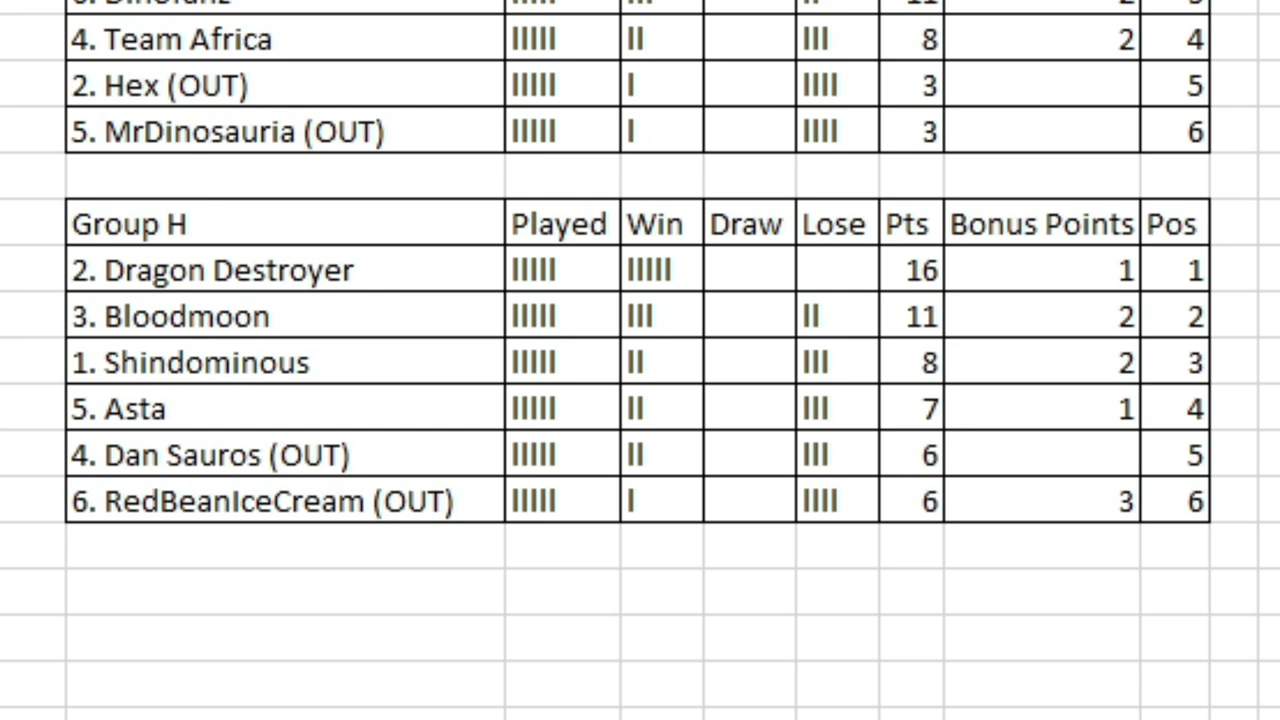 4. Team Africa IIIII II III 8 2 4
2. Hex (OUT) IIIII I IIII 3 5
5. MrDinosauria (OUT) IIIII I IIII 3 6
Group H Played Win Draw Lose Pts Bonus Points Pos
2. Dragon Destroyer IIIII IIIII 16 1 1
3. Bloodmoon IIIII III II 11 2 2
1. Shindominous IIIII II III 8 2 3
5. Asta IIIII II III 7 1 4
4. Dan Sauros (OUT) IIIII II III 6 5
6. RedBeanIceCream (OUT) IIIII I IIII 6 3 6